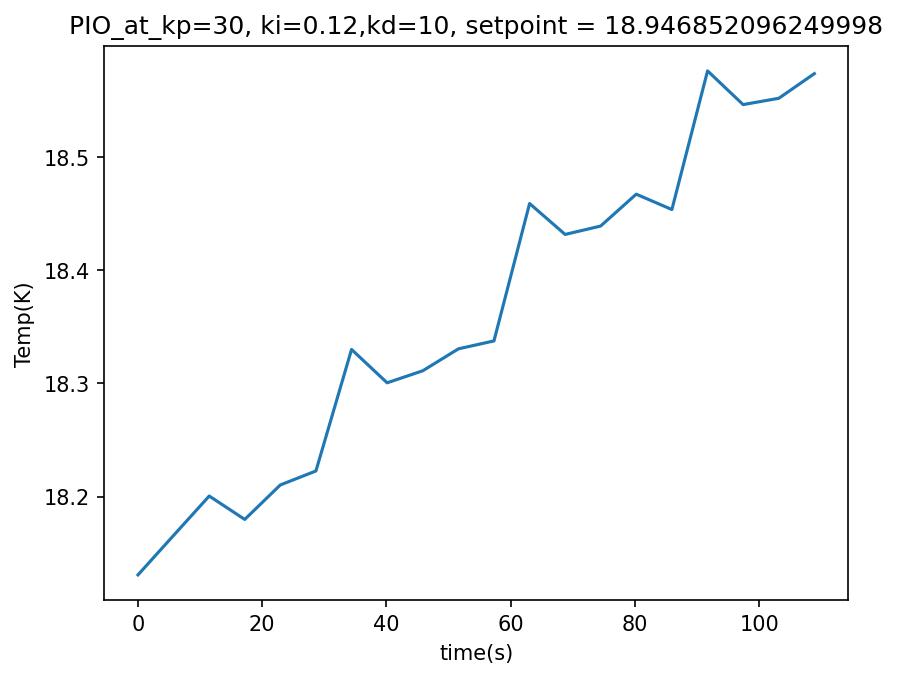 PIO_at_kp=30, ki=0.12,kd=10, setpoint = 18.946852096249998
18.5
18.4
18.3
18.2
Temp(K)
0 20 40 60 80 100
time(s)